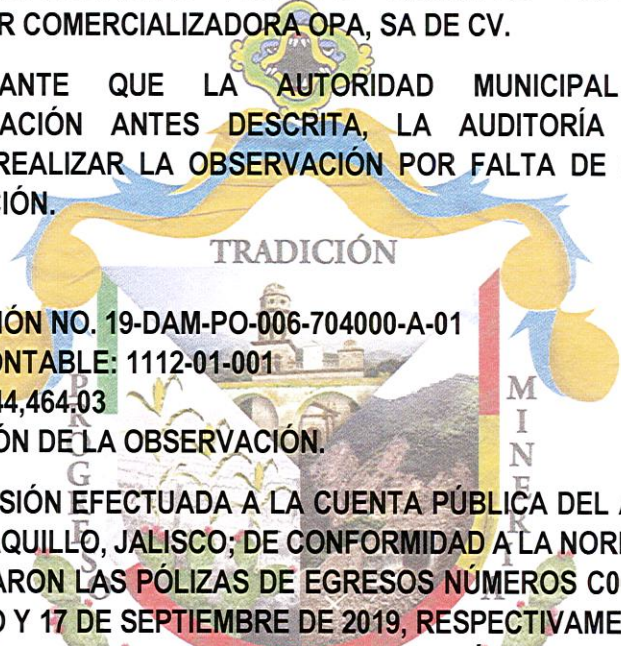 R COMERCIALIZADORA OPA, SA DE CV.
ANTE QUE LA AUTORIDAD MUNICIPAL
ACIÓN ANTES DESCRITA, LA AUDITORÍA
REALIZAR LA OBSERVACIÓN POR FALTA DE
IÓN.
TRADICIÓN
IÓN NO. 19-DAM-PO-006-704000-A-01
ONTABLE: 1112-01-001
44,464.03
ÓN DE LA OBSERVACIÓN.
PROGRESO
MINERÍA
SIÓN EFECTUADA A LA CUENTA PÚBLICA DEL
QUILLO, JALISCO; DE CONFORMIDAD A LA NOR
ARON LAS PÓLIZAS DE EGRESOS NÚMEROS C0
O Y 17 DE SEPTIEMBRE DE 2019, RESPECTIVAME